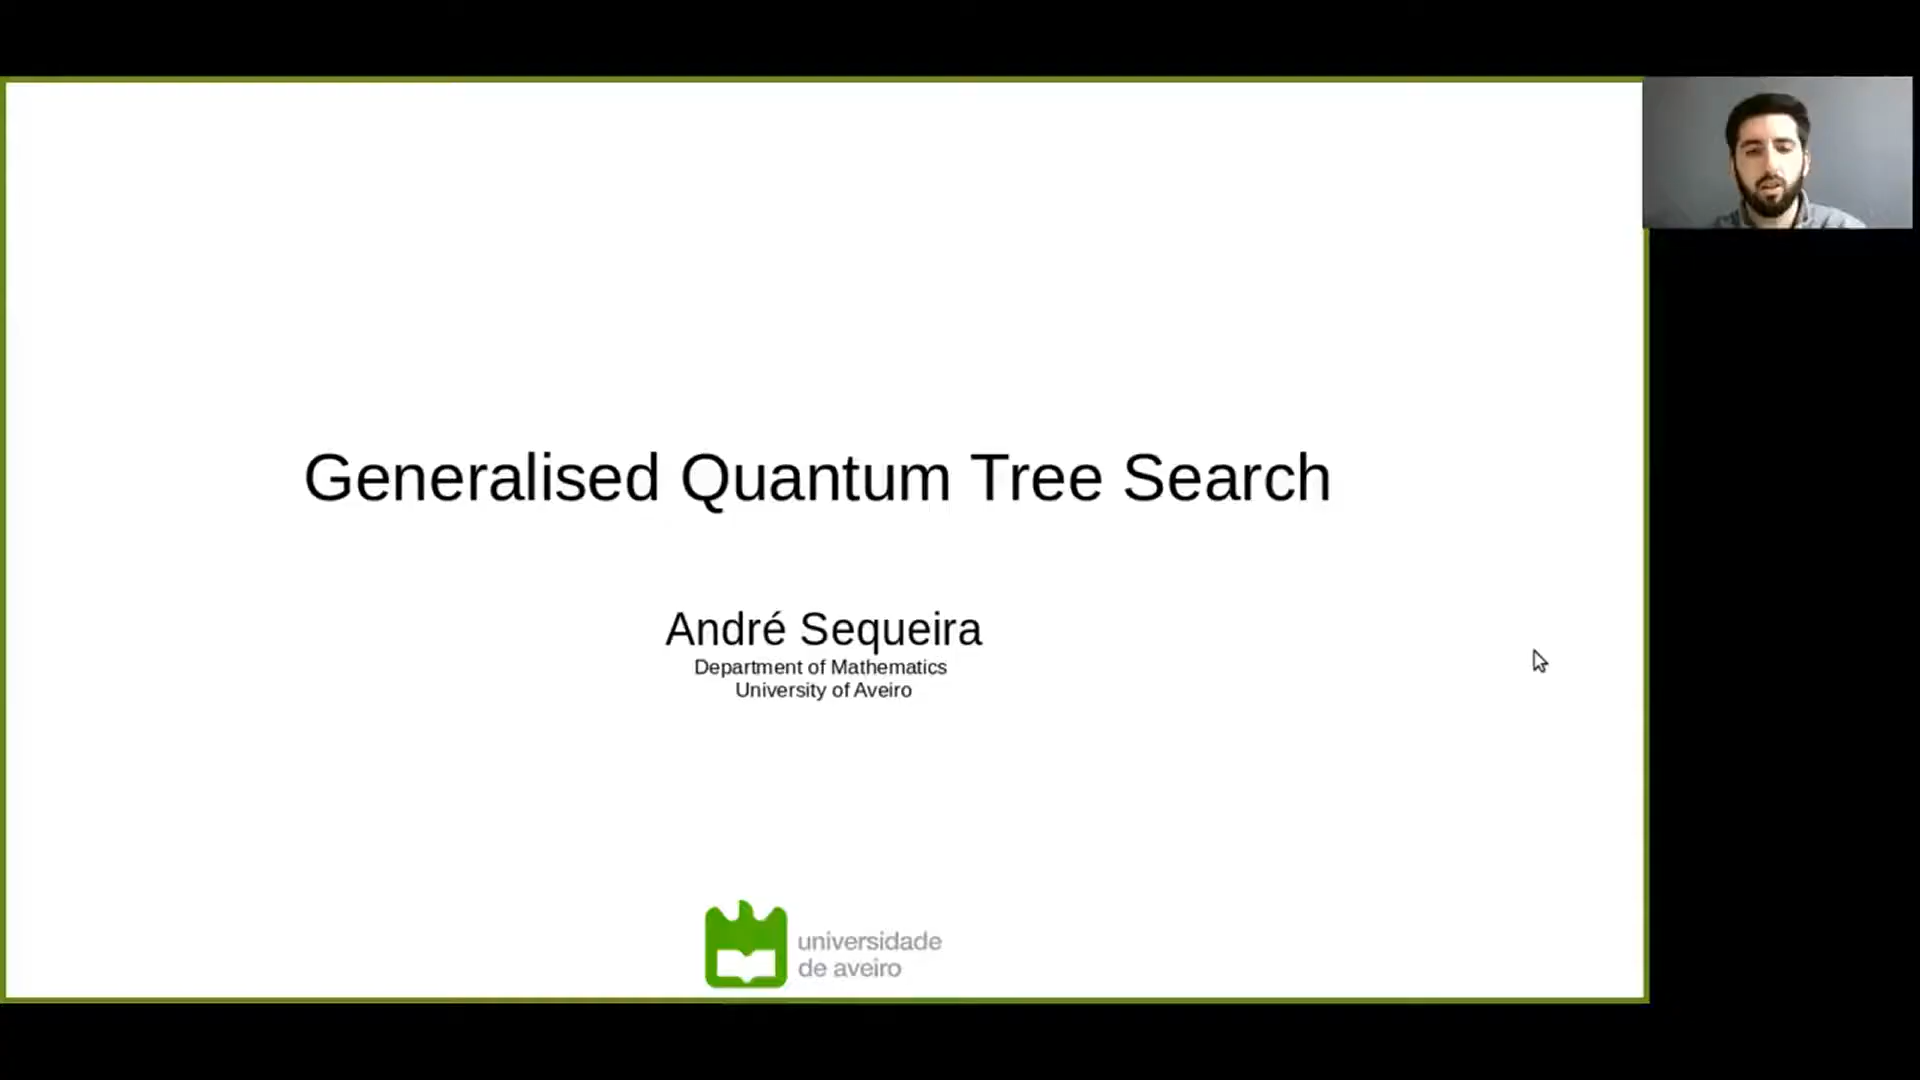 Generalised Quantum Tree Search
André Sequeira
Department of Mathematics
University of Aveiro
universidade
de aveiro